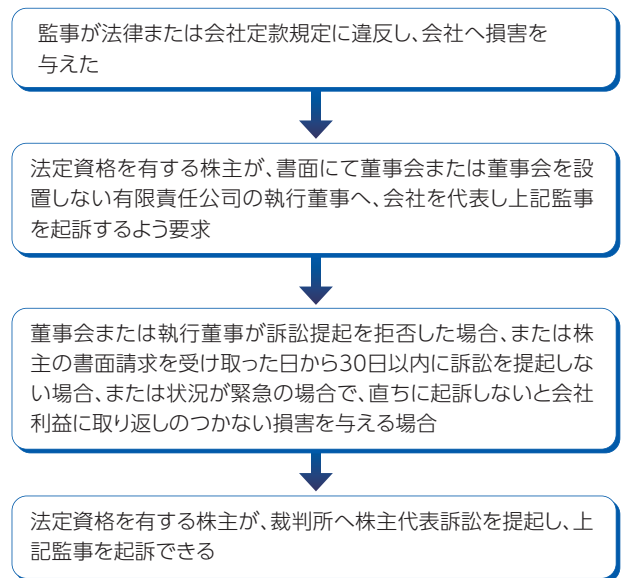 監事が法律または会社定款規定に違反し、会社へ損害を
与えた
法定資格を有する株主が、書面にて董事会または董事会を設
置しない有限責任公司の執行董事へ、会社を代表し上記監事
を起訴するよう要求
董事会または執行董事が訴訟提起を拒否した場合、または株
主の書面請求を受け取った日から30日以内に訴訟を提起しな
い場合、または状況が緊急の場合で、直ちに起訴しないと会社
利益に取り返しのつかない損害を与える場合
法定資格を有する株主が、裁判所へ株主代表訴訟を提起し、上
記監事を起訴できる